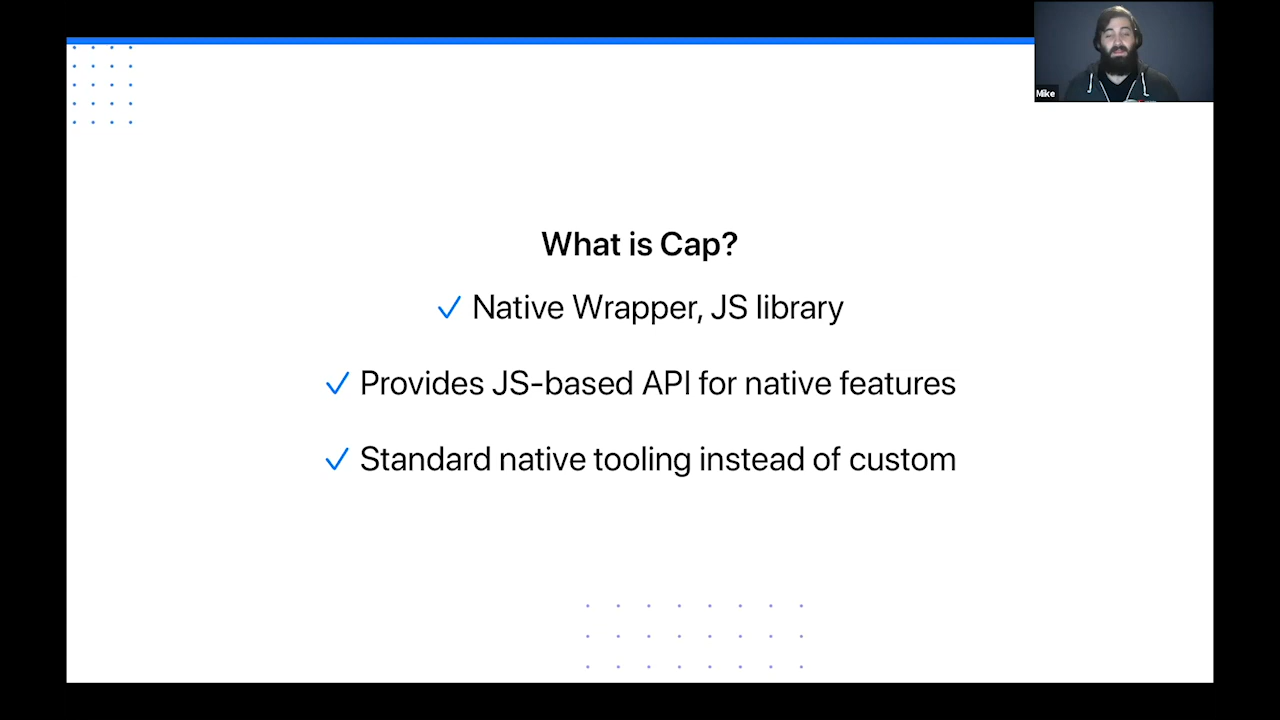 Mike
What is Cap?
✓ Native Wrapper, JS library
✓ Provides JS-based API for native features
✓ Standard native tooling instead of custom